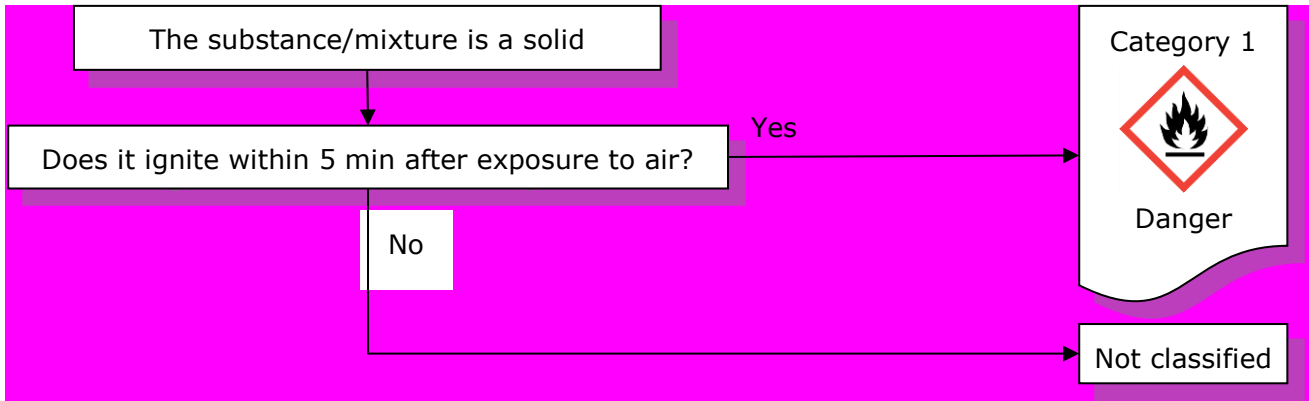 The substance/mixture is a solid
Category 1
Does it ignite within 5 min after exposure to air?
Yes
Danger
No
Not classified